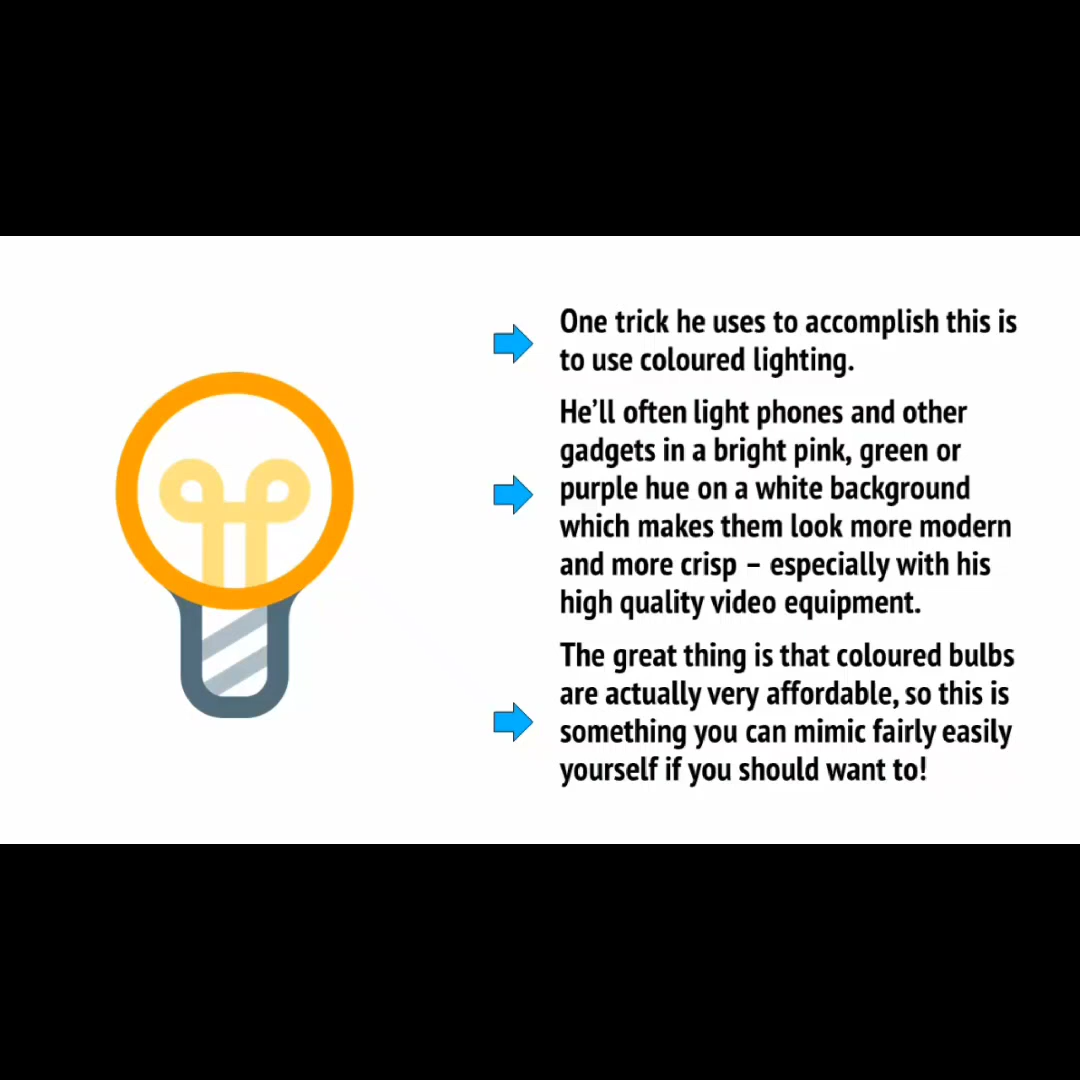 One trick he uses to accomplish this is
to use coloured lighting.
He’ll often light phones and other
gadgets in a bright pink, green or
purple hue on a white background
which makes them look more modern
and more crisp – especially with his
high quality video equipment.
The great thing is that coloured bulbs
are actually very affordable, so this is
something you can mimic fairly easily
yourself if you should want to!